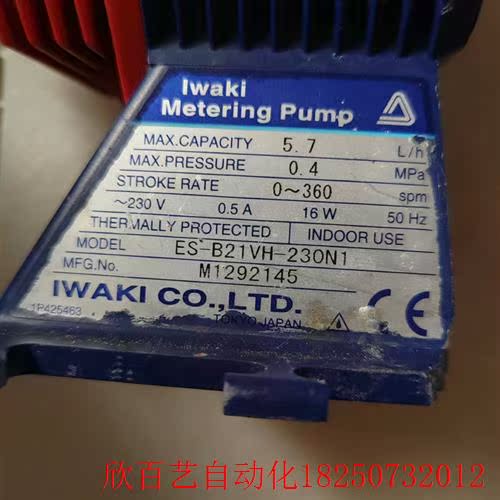 Iwaki
Metering Pump
MAX.CAPACITY 5.7 L/h
MAX.PRESSURE 0.4 MPa
STROKE RATE 0～360 spm
～230 V 0.5 A 16 W 50 Hz
THERMALLY PROTECTED INDOOR USE
MODEL ES-B21VH-230N1
MFG.No. M1292145
IWAKI CO.,LTD.
1P425463 TOKYO JAPAN CE
欣百艺自动化18250732012